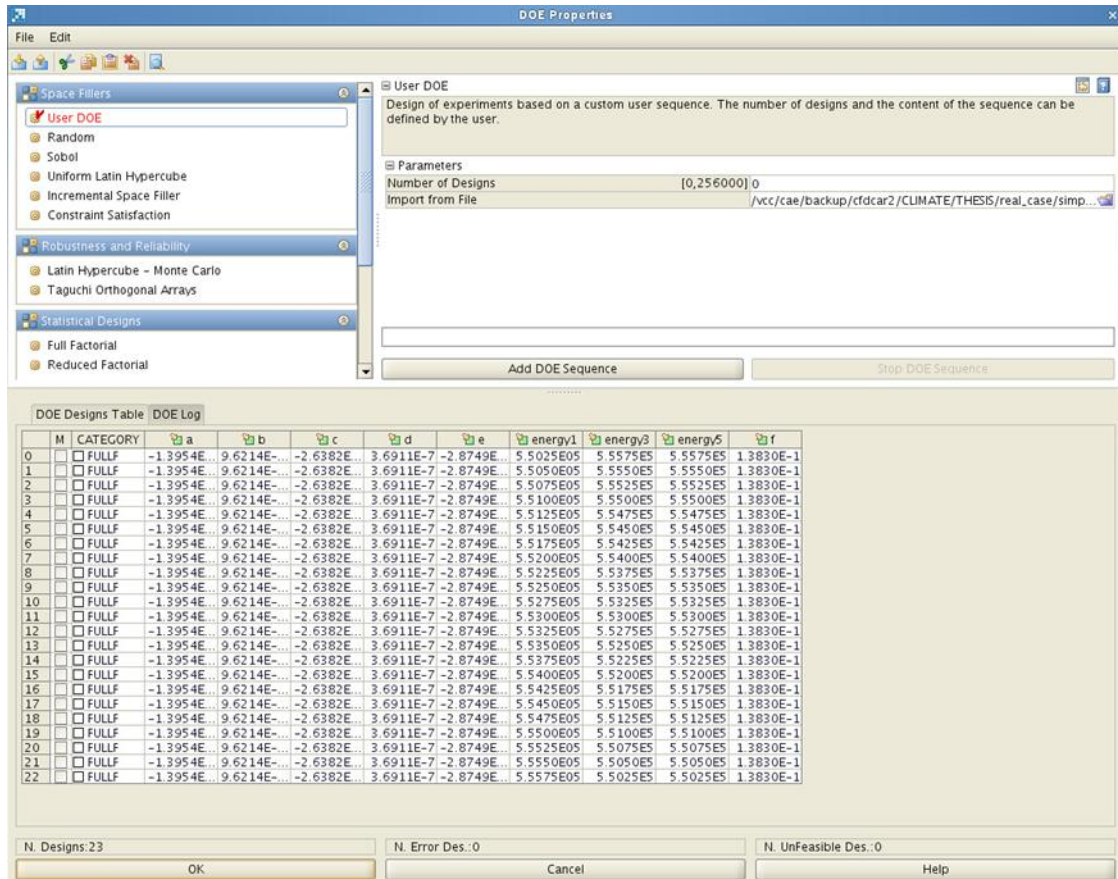 DOE Properties
File Edit
Space Fillers
User DOE
Random
Sobol
Uniform Latin Hypercube
Incremental Space Filler
Constraint Satisfaction
Robustness and Reliability
Latin Hypercube - Monte Carlo
Taguchi Orthogonal Arrays
Statistical Designs
Full Factorial
Reduced Factorial
User DOE
Design of experiments based on a custom user sequence. The number of designs and the content of the sequence can be
defined by the user.
Parameters
Number of Designs [0,256000] 0
Import from File /vcc/cae/backup/cfdcar2/CLIMATE/THESIS/real_case/simp...
Add DOE Sequence Stop DOE Sequence
DOE Designs Table DOE Log
M CATEGORY a b c d e energy1 energy3 energy5 f
0 FULLF -1.3954E... 9.6214E-... -2.6382E... 3.6911E-7 -2.8749E... 5.5025E05 5.5575E5 5.5575E5 1.3830E-1
1 FULLF -1.3954E... 9.6214E-... -2.6382E... 3.6911E-7 -2.8749E... 5.5050E05 5.5550E5 5.5550E5 1.3830E-1
2 FULLF -1.3954E... 9.6214E-... -2.6382E... 3.6911E-7 -2.8749E... 5.5075E05 5.5525E5 5.5525E5 1.3830E-1
3 FULLF -1.3954E... 9.6214E-... -2.6382E... 3.6911E-7 -2.8749E... 5.5100E05 5.5500E5 5.5500E5 1.3830E-1
4 FULLF -1.3954E... 9.6214E-... -2.6382E... 3.6911E-7 -2.8749E... 5.5125E05 5.5475E5 5.5475E5 1.3830E-1
5 FULLF -1.3954E... 9.6214E-... -2.6382E... 3.6911E-7 -2.8749E... 5.5150E05 5.5450E5 5.5450E5 1.3830E-1
6 FULLF -1.3954E... 9.6214E-... -2.6382E... 3.6911E-7 -2.8749E... 5.5175E05 5.5425E5 5.5425E5 1.3830E-1
7 FULLF -1.3954E... 9.6214E-... -2.6382E... 3.6911E-7 -2.8749E... 5.5200E05 5.5400E5 5.5400E5 1.3830E-1
8 FULLF -1.3954E... 9.6214E-... -2.6382E... 3.6911E-7 -2.8749E... 5.5225E05 5.5375E5 5.5375E5 1.3830E-1
9 FULLF -1.3954E... 9.6214E-... -2.6382E... 3.6911E-7 -2.8749E... 5.5250E05 5.5350E5 5.5350E5 1.3830E-1
10 FULLF -1.3954E... 9.6214E-... -2.6382E... 3.6911E-7 -2.8749E... 5.5275E05 5.5325E5 5.5325E5 1.3830E-1
11 FULLF -1.3954E... 9.6214E-... -2.6382E... 3.6911E-7 -2.8749E... 5.5300E05 5.5300E5 5.5300E5 1.3830E-1
12 FULLF -1.3954E... 9.6214E-... -2.6382E... 3.6911E-7 -2.8749E... 5.5325E05 5.5275E5 5.5275E5 1.3830E-1
13 FULLF -1.3954E... 9.6214E-... -2.6382E... 3.6911E-7 -2.8749E... 5.5350E05 5.5250E5 5.5250E5 1.3830E-1
14 FULLF -1.3954E... 9.6214E-... -2.6382E... 3.6911E-7 -2.8749E... 5.5375E05 5.5225E5 5.5225E5 1.3830E-1
15 FULLF -1.3954E... 9.6214E-... -2.6382E... 3.6911E-7 -2.8749E... 5.5400E05 5.5200E5 5.5200E5 1.3830E-1
16 FULLF -1.3954E... 9.6214E-... -2.6382E... 3.6911E-7 -2.8749E... 5.5425E05 5.5175E5 5.5175E5 1.3830E-1
17 FULLF -1.3954E... 9.6214E-... -2.6382E... 3.6911E-7 -2.8749E... 5.5450E05 5.5150E5 5.5150E5 1.3830E-1
18 FULLF -1.3954E... 9.6214E-... -2.6382E... 3.6911E-7 -2.8749E... 5.5475E05 5.5125E5 5.5125E5 1.3830E-1
19 FULLF -1.3954E... 9.6214E-... -2.6382E... 3.6911E-7 -2.8749E... 5.5500E05 5.5100E5 5.5100E5 1.3830E-1
20 FULLF -1.3954E... 9.6214E-... -2.6382E... 3.6911E-7 -2.8749E... 5.5525E05 5.5075E5 5.5075E5 1.3830E-1
21 FULLF -1.3954E... 9.6214E-... -2.6382E... 3.6911E-7 -2.8749E... 5.5550E05 5.5050E5 5.5050E5 1.3830E-1
22 FULLF -1.3954E... 9.6214E-... -2.6382E... 3.6911E-7 -2.8749E... 5.5575E05 5.5025E5 5.5025E5 1.3830E-1
N. Designs:23 N. Error Des.:0 N. UnFeasible Des.:0
OK Cancel Help